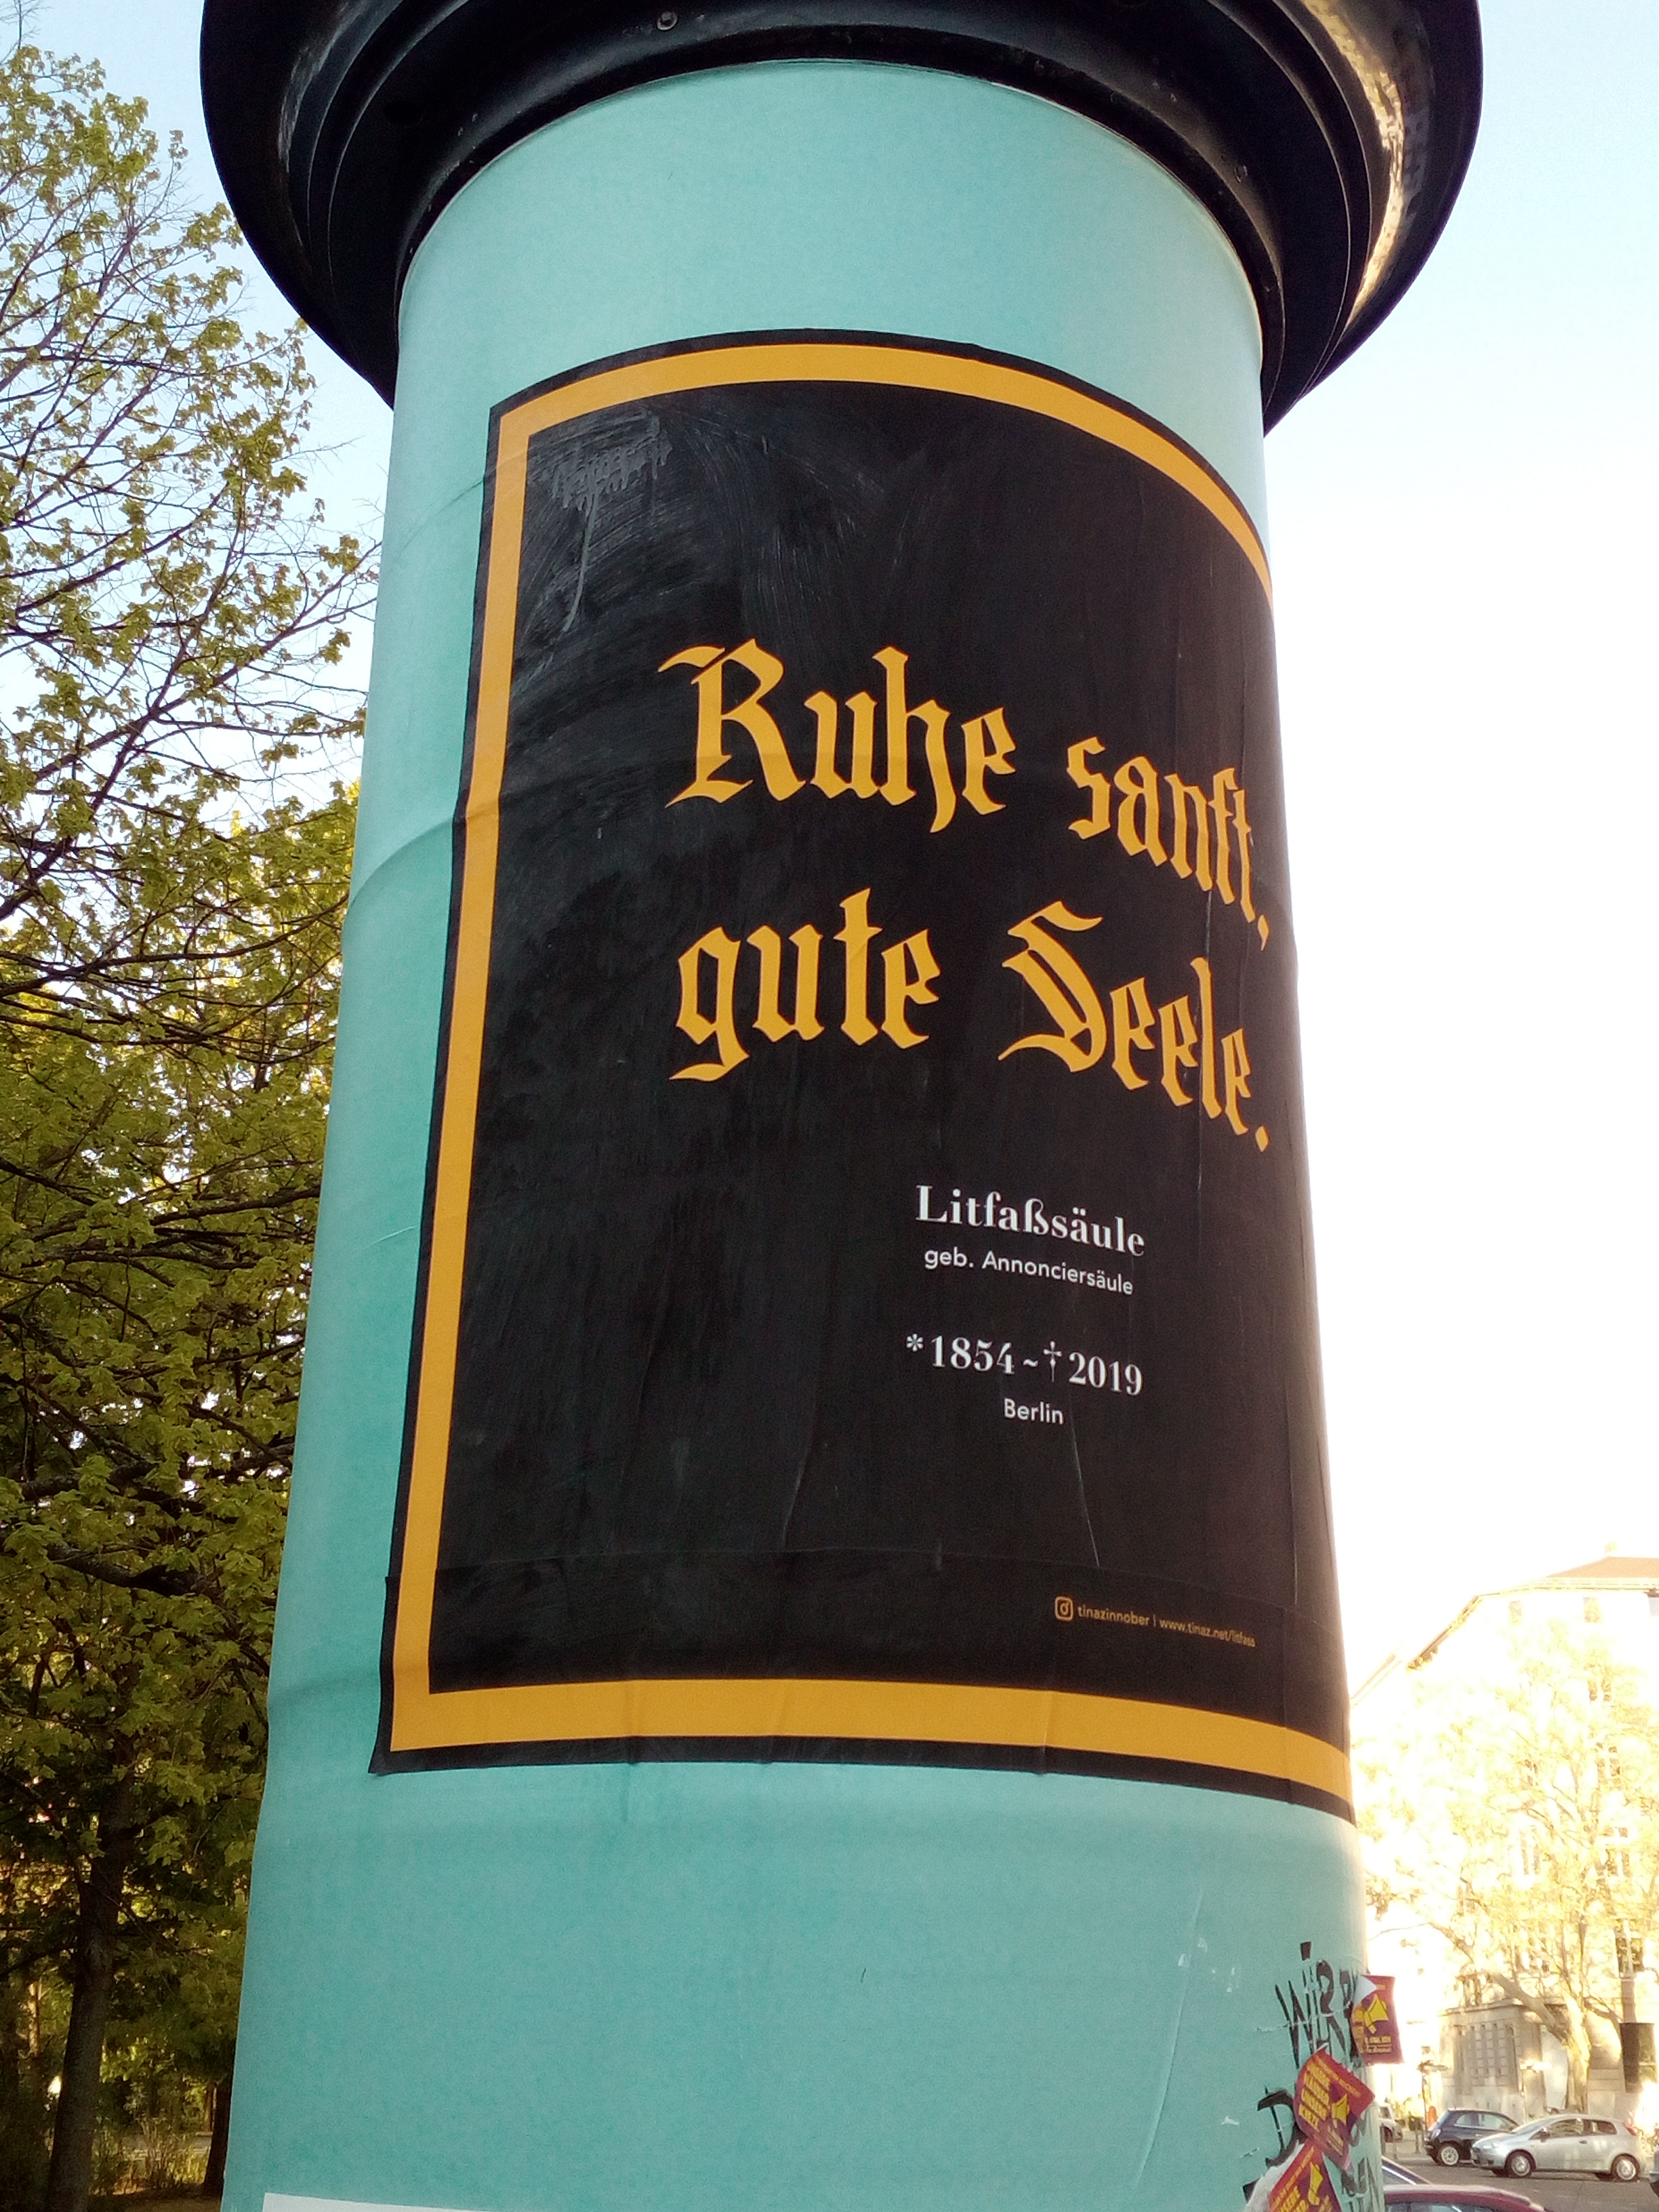 Ruhe sanft,
gute Seele.
Litfaßsäule
geb. Annonciersäule
*1854~†2019
Berlin
tinazinnober | www.tinaz.net/litfass